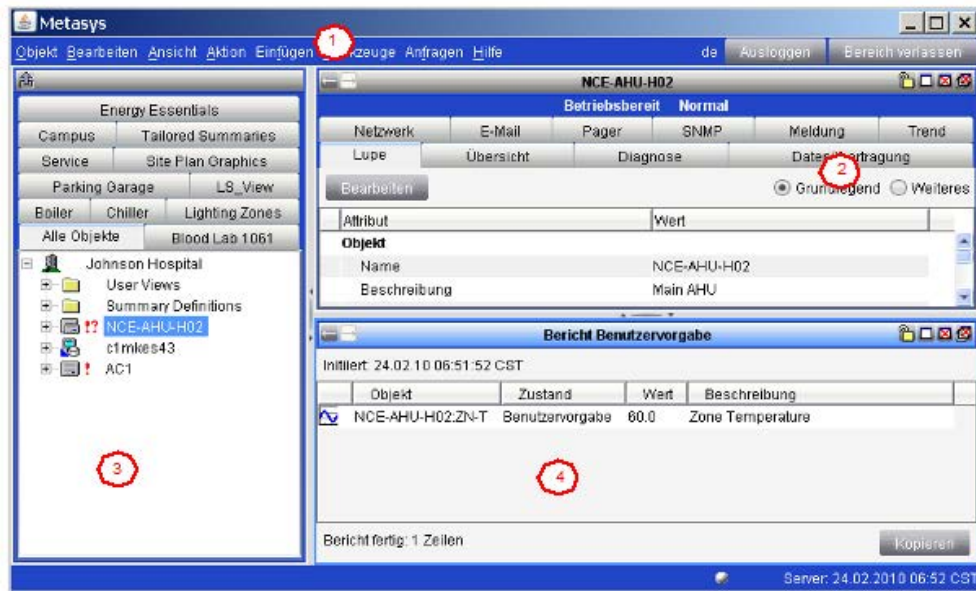 Metasys
Objekt Bearbeiten Ansicht Aktion Einfügen 1 kzeuge Anfragen Hilfe de Ausloggen Bereich verlassen
Energy Essentials
Campus Tailored Summaries
Service Site Plan Graphics
Parking Garage LS_View
Boiler Chiller Lighting Zones
Alle Objekte Blood Lab 1061
Johnson Hospital
User Views
Summary Definitions
!? NCE-AHU-H02
c1mkes43
! AC1
3
NCE-AHU-H02
Betriebsbereit Normal
Netzwerk E-Mail Pager SNMP Meldung Trend
Lupe Übersicht Diagnose Datenübertragung
2
Bearbeiten Grundlegend Weiteres
Attribut Wert
Objekt
Name NCE-AHU-H02
Beschreibung Main AHU
Bericht Benutzervorgabe
Initiiert: 24.02.10 06:51:52 CST
Objekt Zustand Wert Beschreibung
NCE-AHU-H02:ZN-T Benutzervorgabe 60.0 Zone Temperature
4
Bericht fertig: 1 Zeilen Kopieren
Server: 24.02.2010 06:52 CST